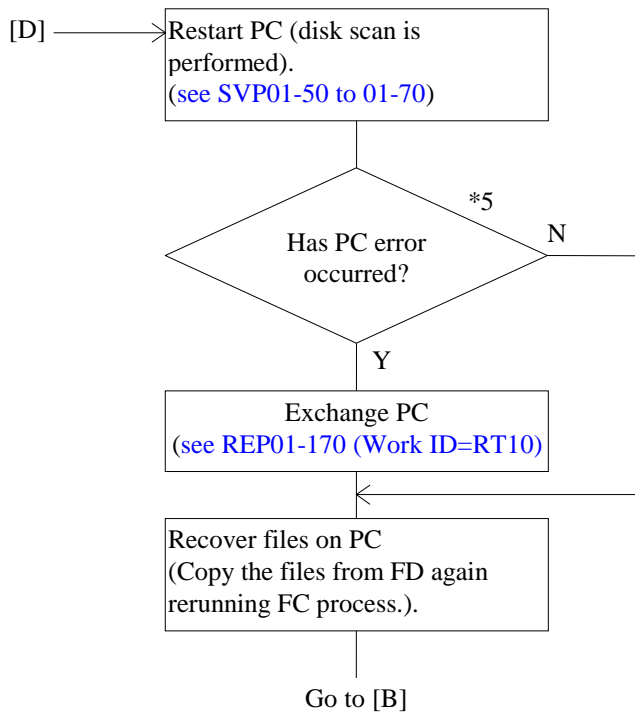 [D]
Restart PC (disk scan is
performed).
(see SVP01-50 to 01-70)
*5
Has PC error
occurred?
N
Y
Exchange PC
(see REP01-170 (Work ID=RT10)
Recover files on PC
(Copy the files from FD again
rerunning FC process.).
Go to [B]